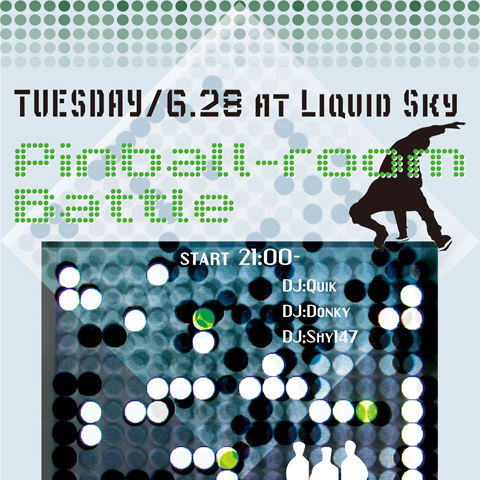 TUESDAY/6.28 AT LIQUID SKY
Pinball-room
Battle
START 21:00-
DJ:QUIK
DJ:DONKY
DJ:SHY147